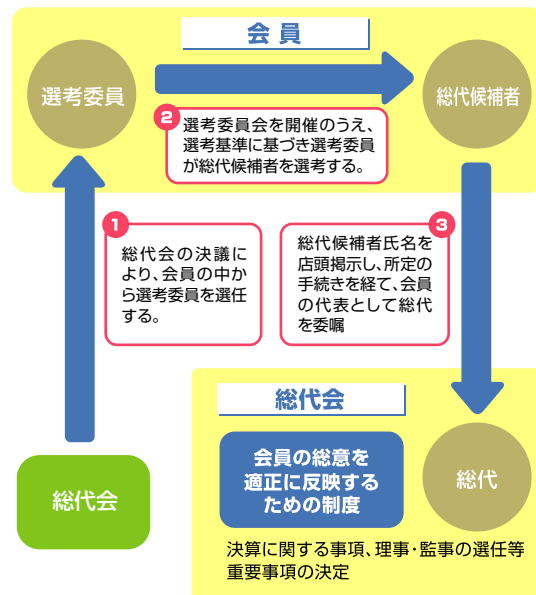 会員
選考委員
総代候補者
2
選考委員会を開催のうえ、
選考基準に基づき選考委員
が総代候補者を選考する。
1
総代会の決議に
より、会員の中か
ら選考委員を選任
する。
3
総代候補者氏名を
店頭掲示し、所定の
手続きを経て、会員
の代表として総代
を委嘱
総代会
総代会
会員の総意を
適正に反映する
ための制度
総代
決算に関する事項、理事・監事の選任等
重要事項の決定